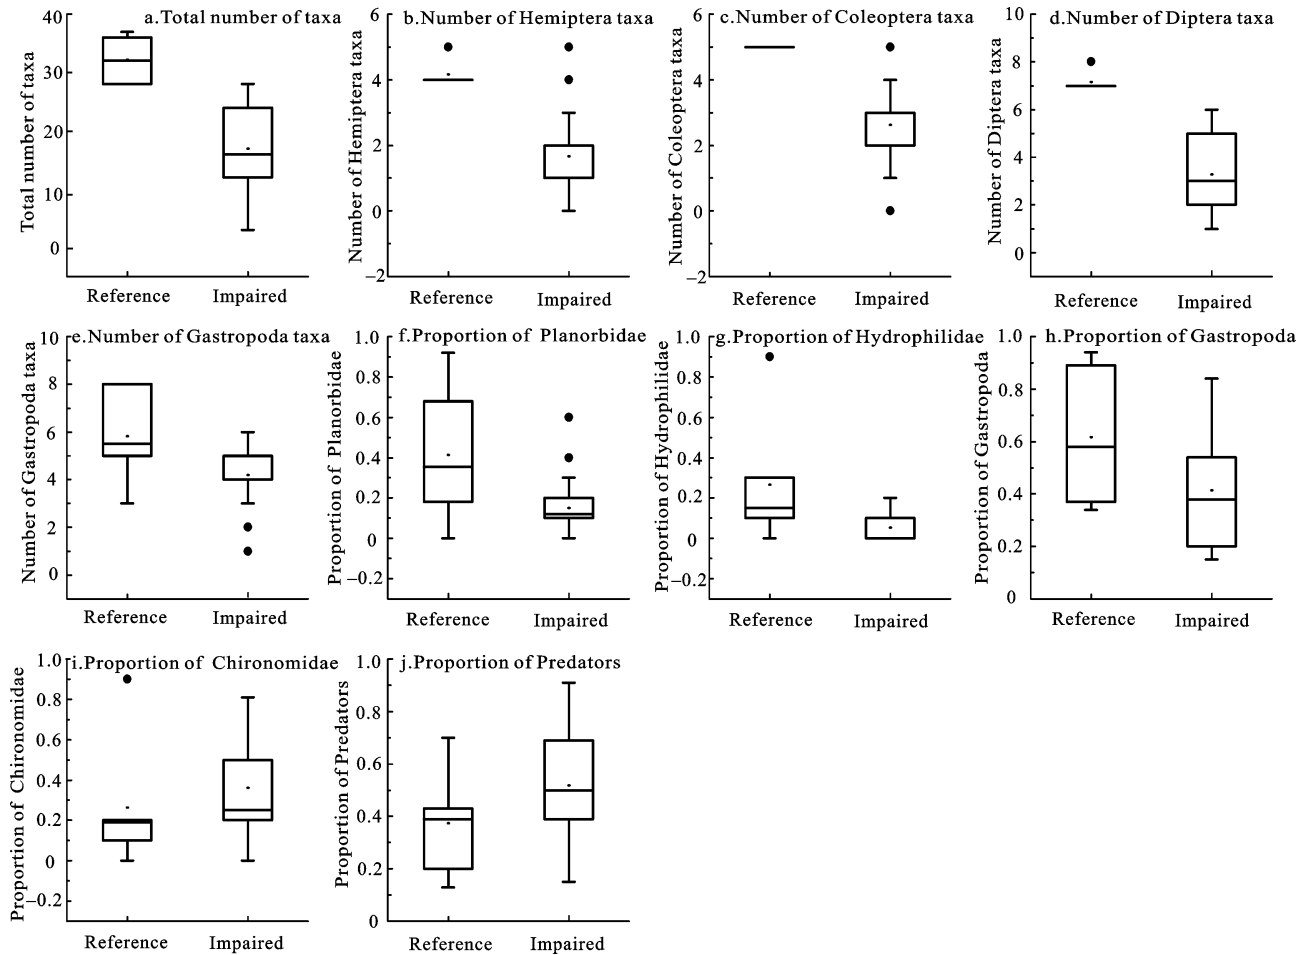 a.Total number of taxa
Total number of taxa
40
30
20
10
0
Reference Impaired
b.Number of Hemiptera taxa
Number of Hemiptera taxa
6
4
2
0
−2
Reference Impaired
c.Number of Coleoptera taxa
Number of Coleoptera taxa
6
4
2
0
−2
Reference Impaired
d.Number of Diptera taxa
Number of Diptera taxa
10
8
6
4
2
0
Reference Impaired
e.Number of Gastropoda taxa
Number of Gastropoda taxa
10
8
6
4
2
0
Reference Impaired
f.Proportion of Planorbidae
Proportion of Planorbidae
1.0
0.8
0.6
0.4
0.2
0
−0.2
Reference Impaired
g.Proportion of Hydrophilidae
Proportion of Hydrophilidae
1.0
0.8
0.6
0.4
0.2
0
−0.2
Reference Impaired
h.Proportion of Gastropoda
Proportion of Gastropoda
1.0
0.8
0.6
0.4
0.2
0
Reference Impaired
i.Proportion of Chironomidae
Proportion of Chironomidae
1.0
0.8
0.6
0.4
0.2
0
−0.2
Reference Impaired
j.Proportion of Predators
Proportion of Predators
1.0
0.8
0.6
0.4
0.2
0
Reference Impaired